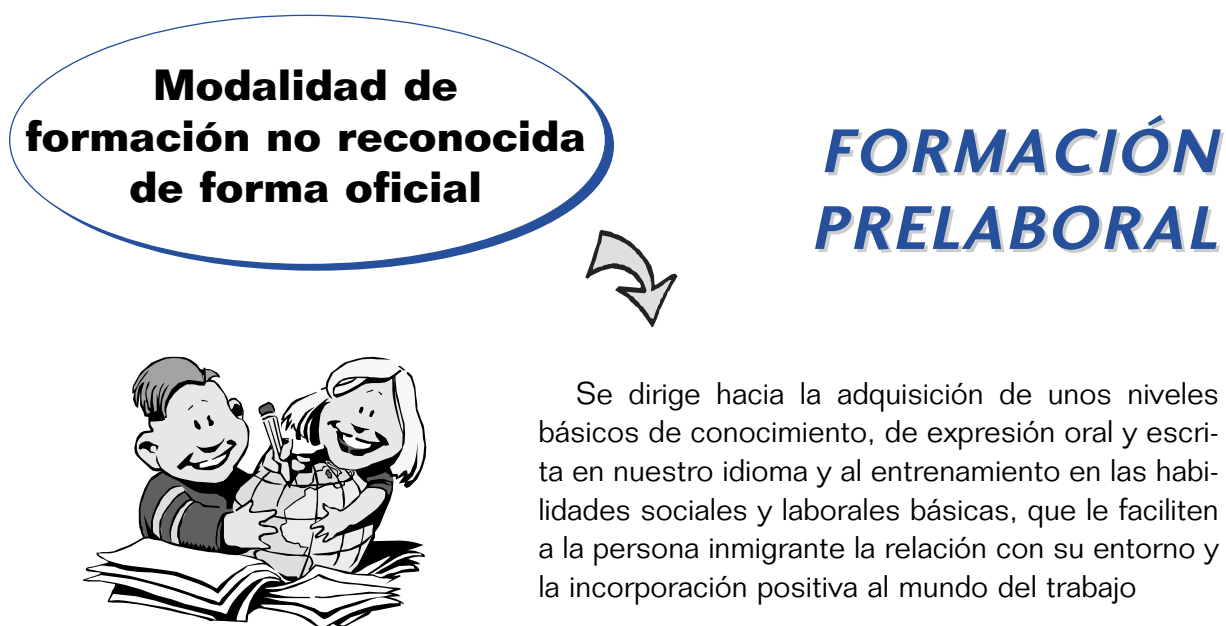 Modalidad de
formación no reconocida
de forma oficial
FORMACIÓN
PRELABORAL
Se dirige hacia la adquisición de unos niveles
básicos de conocimiento, de expresión oral y escri-
ta en nuestro idioma y al entrenamiento en las habi-
lidades sociales y laborales básicas, que le faciliten
a la persona inmigrante la relación con su entorno y
la incorporación positiva al mundo del trabajo